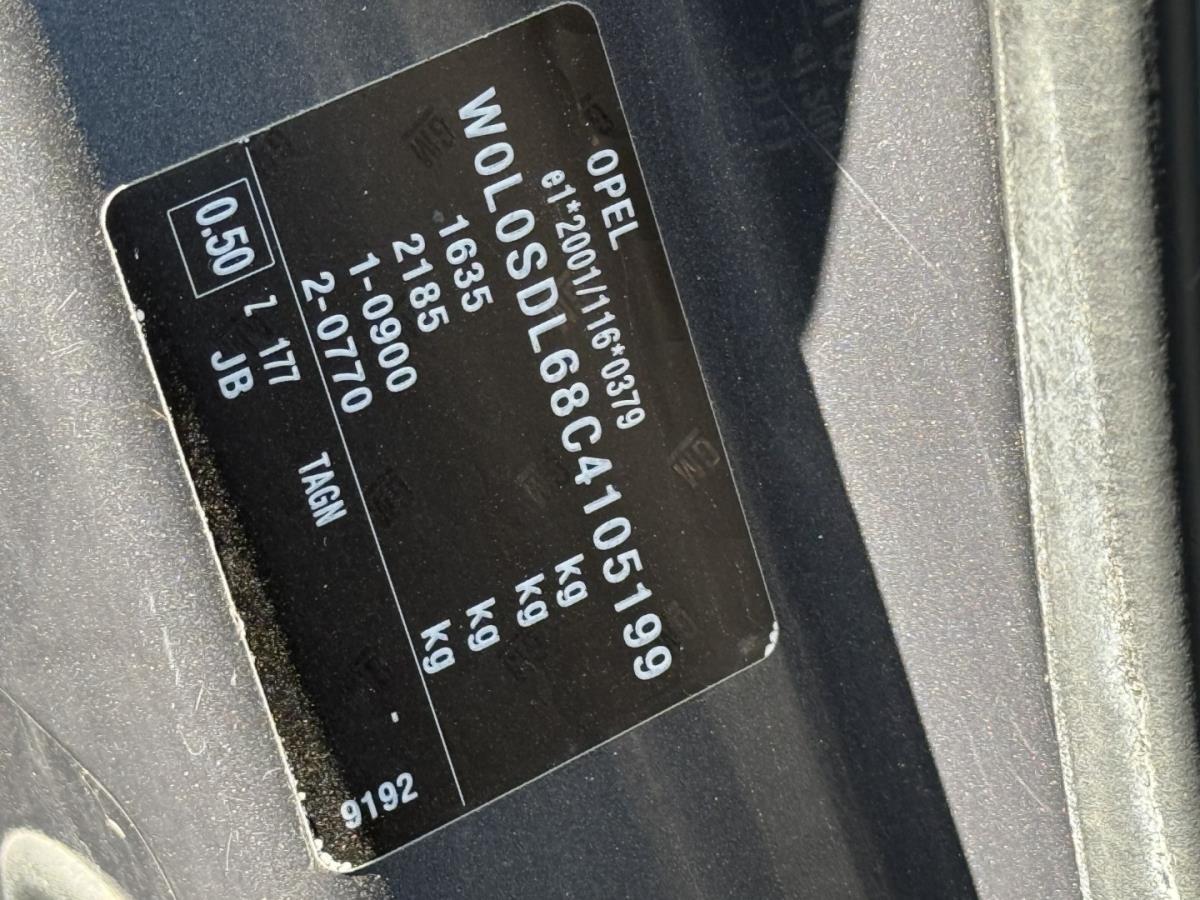 OPEL
e1*2001/116*0379
W0L0SDL68C4105199
1635 kg
2185 kg
1-0900 kg
2-0770 kg
Z 177 TAGN -
0.50 JB 9192